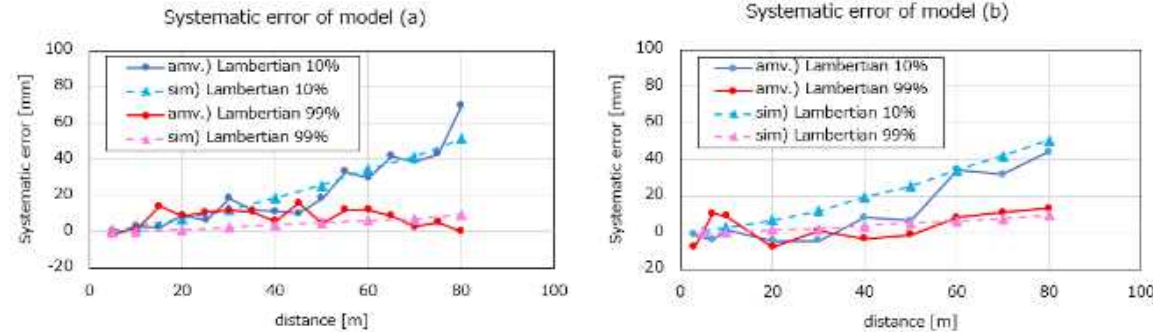 Systematic error of model (a)
Systematic error [mm]
100
80
60
40
20
0
-20
amv.) Lambertian 10%
sim) Lambertian 10%
amv.) Lambertian 99%
sim) Lambertian 99%
0 20 40 60 80 100
distance [m]
Systematic error of model (b)
Systematic error [mm]
100
80
60
40
20
0
20
amv.) Lambertian 10%
amv.) Lambertian 99%
sim) Lambertian 10%
sim) Lambertian 99%
0 20 40 60 80 100
distance [m]